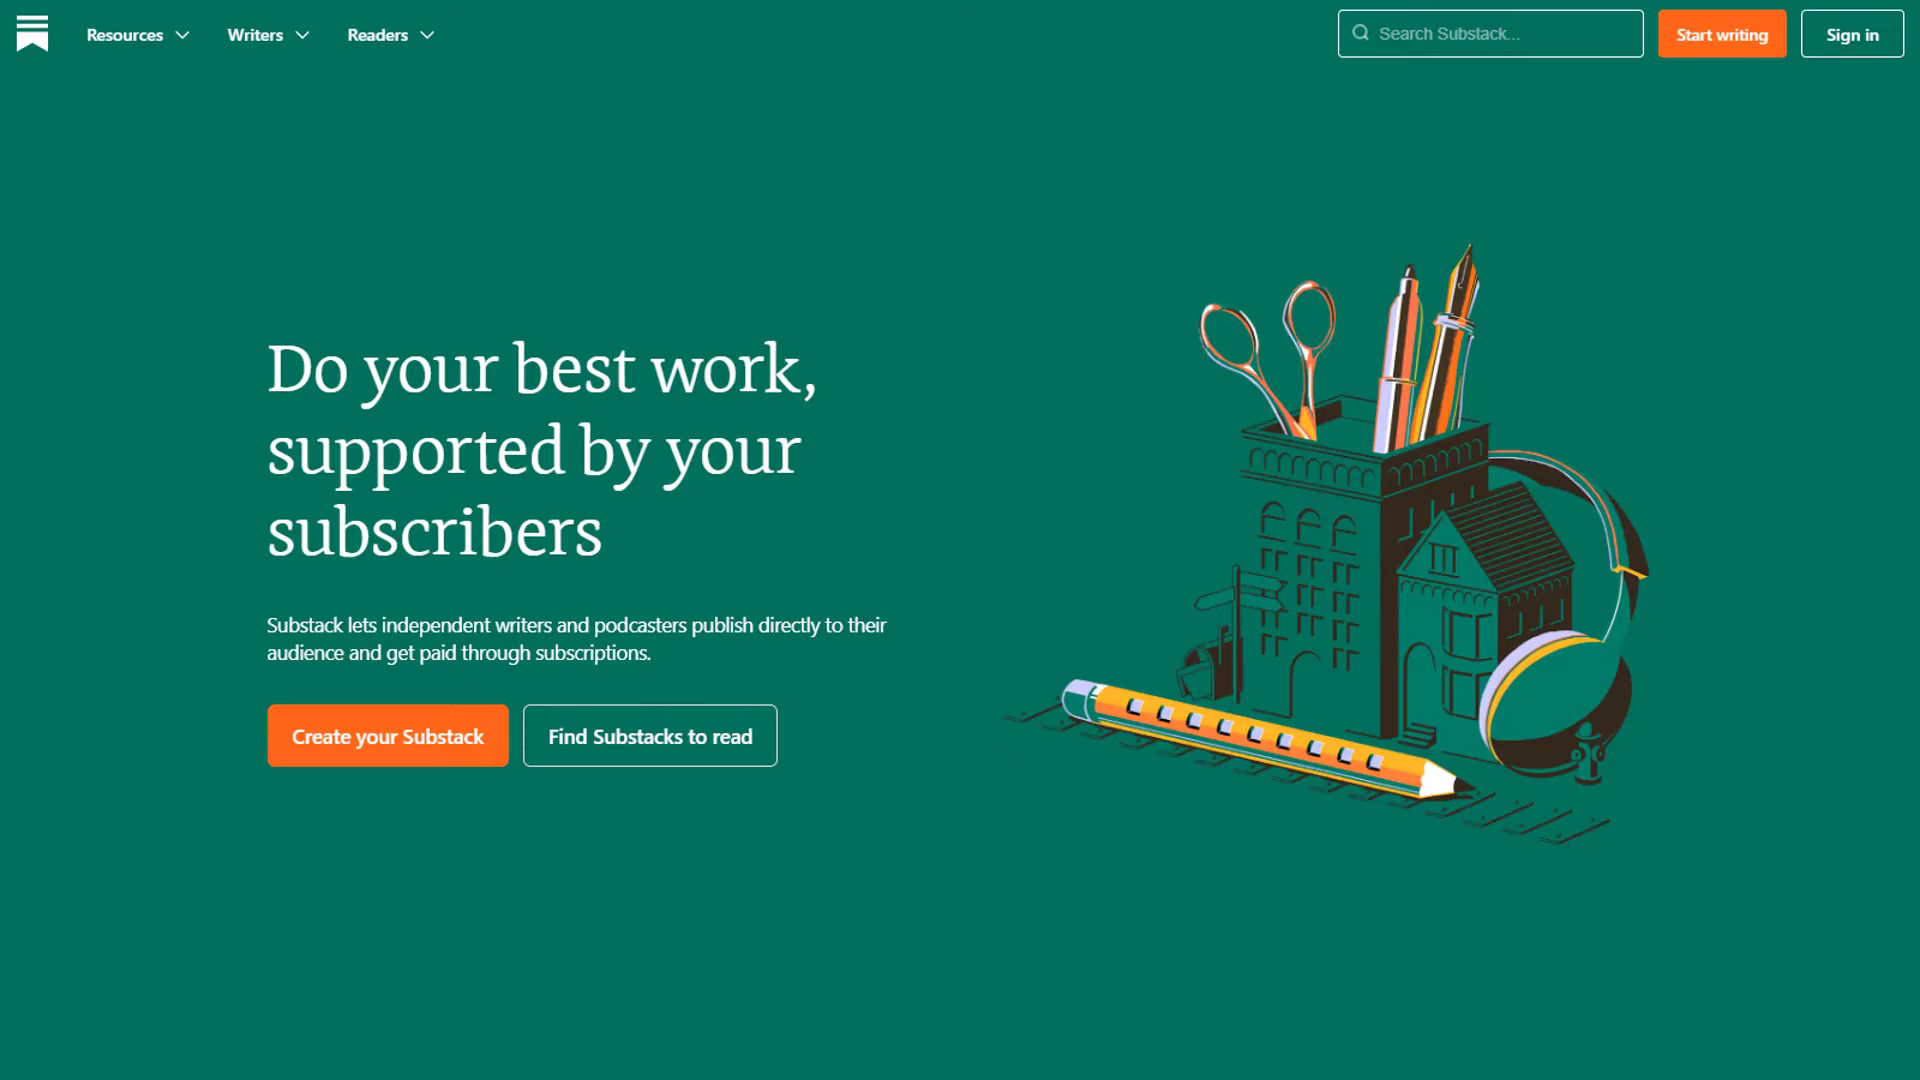 Resources
Writers
Readers
Search Substack...
Start writing
Sign in
Do your best work,
supported by your
subscribers
Substack lets independent writers and podcasters publish directly to their
audience and get paid through subscriptions.
Create your Substack
Find Substacks to read